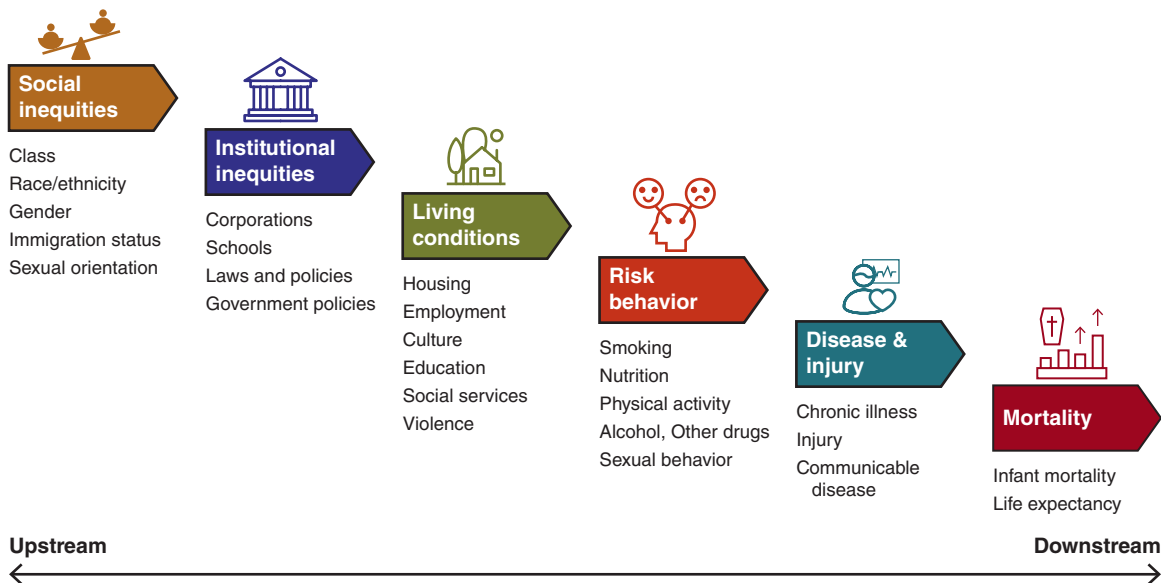 Social
inequities
Class
Race/ethnicity
Gender
Immigration status
Sexual orientation
Institutional
inequities
Corporations
Schools
Laws and policies
Government policies
Living
conditions
Housing
Employment
Culture
Education
Social services
Violence
Risk
behavior
Smoking
Nutrition
Physical activity
Alcohol, Other drugs
Sexual behavior
Disease &
injury
Chronic illness
Injury
Communicable
disease
Mortality
Infant mortality
Life expectancy
Upstream
Downstream